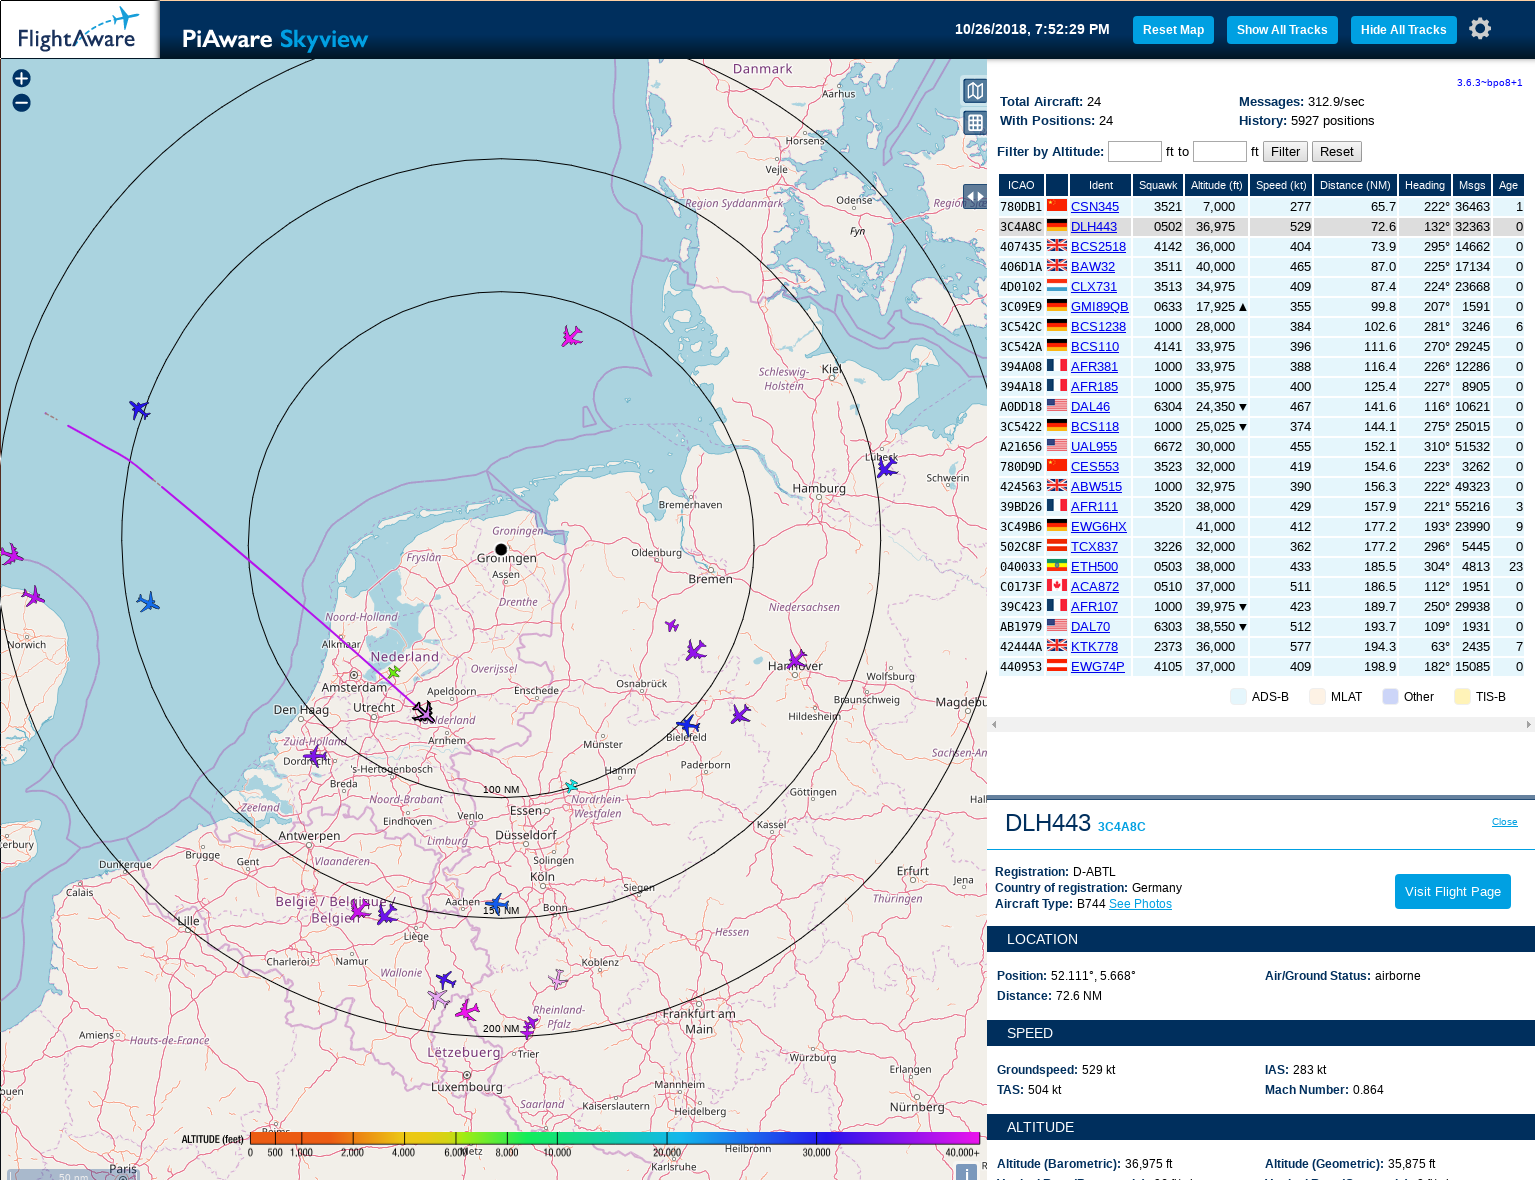 FlightAware
PiAware Skyview
10/26/2018, 7:52:29 PM
Reset Map
Show All Tracks
Hide All Tracks
3.6.3~bpo8+1
Total Aircraft: 24
Messages: 312.9/sec
With Positions: 24
History: 5927 positions
Filter by Altitude: ft to ft Filter Reset
ICAO Ident Squawk Altitude (ft) Speed (kt) Distance (NM) Heading Msgs Age
780DB1 CSN345 3521 7,000 277 65.7 222° 36463 1
3C4A8C DLH443 0502 36,975 529 72.6 132° 32363 0
407435 BCS2518 4142 36,000 404 73.9 295° 14662 0
406D1A BAW32 3511 40,000 465 87.0 225° 17134 0
4D0102 CLX731 3513 34,975 409 87.4 224° 23668 0
3C09E9 GMI89QB 0633 17,925 ▲ 355 99.8 207° 1591 0
3C542C BCS1238 1000 28,000 384 102.6 281° 3246 6
3C542A BCS110 4141 33,975 396 111.6 270° 29245 0
394A08 AFR381 1000 33,975 388 116.4 226° 12286 0
394A18 AFR185 1000 35,975 400 125.4 227° 8905 0
A0DD18 DAL46 6304 24,350 ▼ 467 141.6 116° 10621 0
3C5422 BCS118 1000 25,025 ▼ 374 144.1 275° 25015 0
A21656 UAL955 6672 30,000 455 152.1 310° 51532 0
780D9D CES553 3523 32,000 419 154.6 223° 3262 0
424563 ABW515 1000 32,975 390 156.3 222° 49323 0
39BD26 AFR111 3520 38,000 429 157.9 221° 55216 3
3C49B6 EWG6HX 41,000 412 177.2 193° 23990 9
502C8F TCX837 3226 32,000 362 177.2 296° 5445 0
040033 ETH500 0503 38,000 433 185.5 304° 4813 23
C0173F ACA872 0510 37,000 511 186.5 112° 1951 0
39C423 AFR107 1000 39,975 ▼ 423 189.7 250° 29938 0
AB1979 DAL70 6303 38,550 ▼ 512 193.7 109° 1931 0
42444A KTK778 2373 36,000 577 194.3 63° 2435 7
440953 EWG74P 4105 37,000 409 198.9 182° 15085 0
ADS-B MLAT Other TIS-B
DLH443 3C4A8C
Close
Registration: D-ABTL
Country of registration: Germany
Aircraft Type: B744 See Photos
Visit Flight Page
LOCATION
Position: 52.111°, 5.668°
Air/Ground Status: airborne
Distance: 72.6 NM
SPEED
Groundspeed: 529 kt
IAS: 283 kt
TAS: 504 kt
Mach Number: 0.864
ALTITUDE
Altitude (Barometric): 36,975 ft
Altitude (Geometric): 35,875 ft
Danmark
Aarhus
Horsens
Vejle
Region Syddanmark
Odense
Fyn
Schleswig-
Holstein
Kiel
Lübeck
Hamburg
Schwerin
Bremerhaven
Groningen
Groningen
Fryslân
Assen
Oldenburg
Bremen
Drenthe
Niedersachsen
Noord-Holland
Norwich
Alkmaar
Nederland
Overijssel
Hannover
Amsterdam
Apeldoorn
Enschede
Osnabrück
Wolfsburg
Braunschweig
Den Haag
Utrecht
Hildesheim
Arnhem
Zuid-Holland
Münster
Bielefeld
Dordrecht
's-Hertogenbosch
Hamm
Paderborn
Breda
100 NM
Göttingen
Zeeland
Noord-Brabant
Nordrhein-
Westfalen
Eindhoven
Venlo
Essen
Kassel
Antwerpen
Limburg
Düsseldorf
Brugge
Gent
Vlaanderen
Solingen
Dunkerque
Köln
Erfurt
Jena
Calais
België / Belgique
Belgien
Aachen
Bonn
Siegen
Thüringen
150 NM
Lille
Liège
Hessen
Charleroi
Namur
Wallonie
Koblenz
Rheinland-
Pfalz
Frankfurt am
Main
200 NM
Amiens
Hauts-de-France
Lëtzebuerg
Trier
Würzburg
Luxembourg
Mannheim
Erlangen
Saarland
Kaiserslautern
Heidelberg
Nürnberg
ALTITUDE (feet)
0 500 1,000 2,000 4,000 6,000 8,000 10,000 20,000 30,000 40,000+
Metz
Heilbronn
Karlsruhe
Paris
50 nm